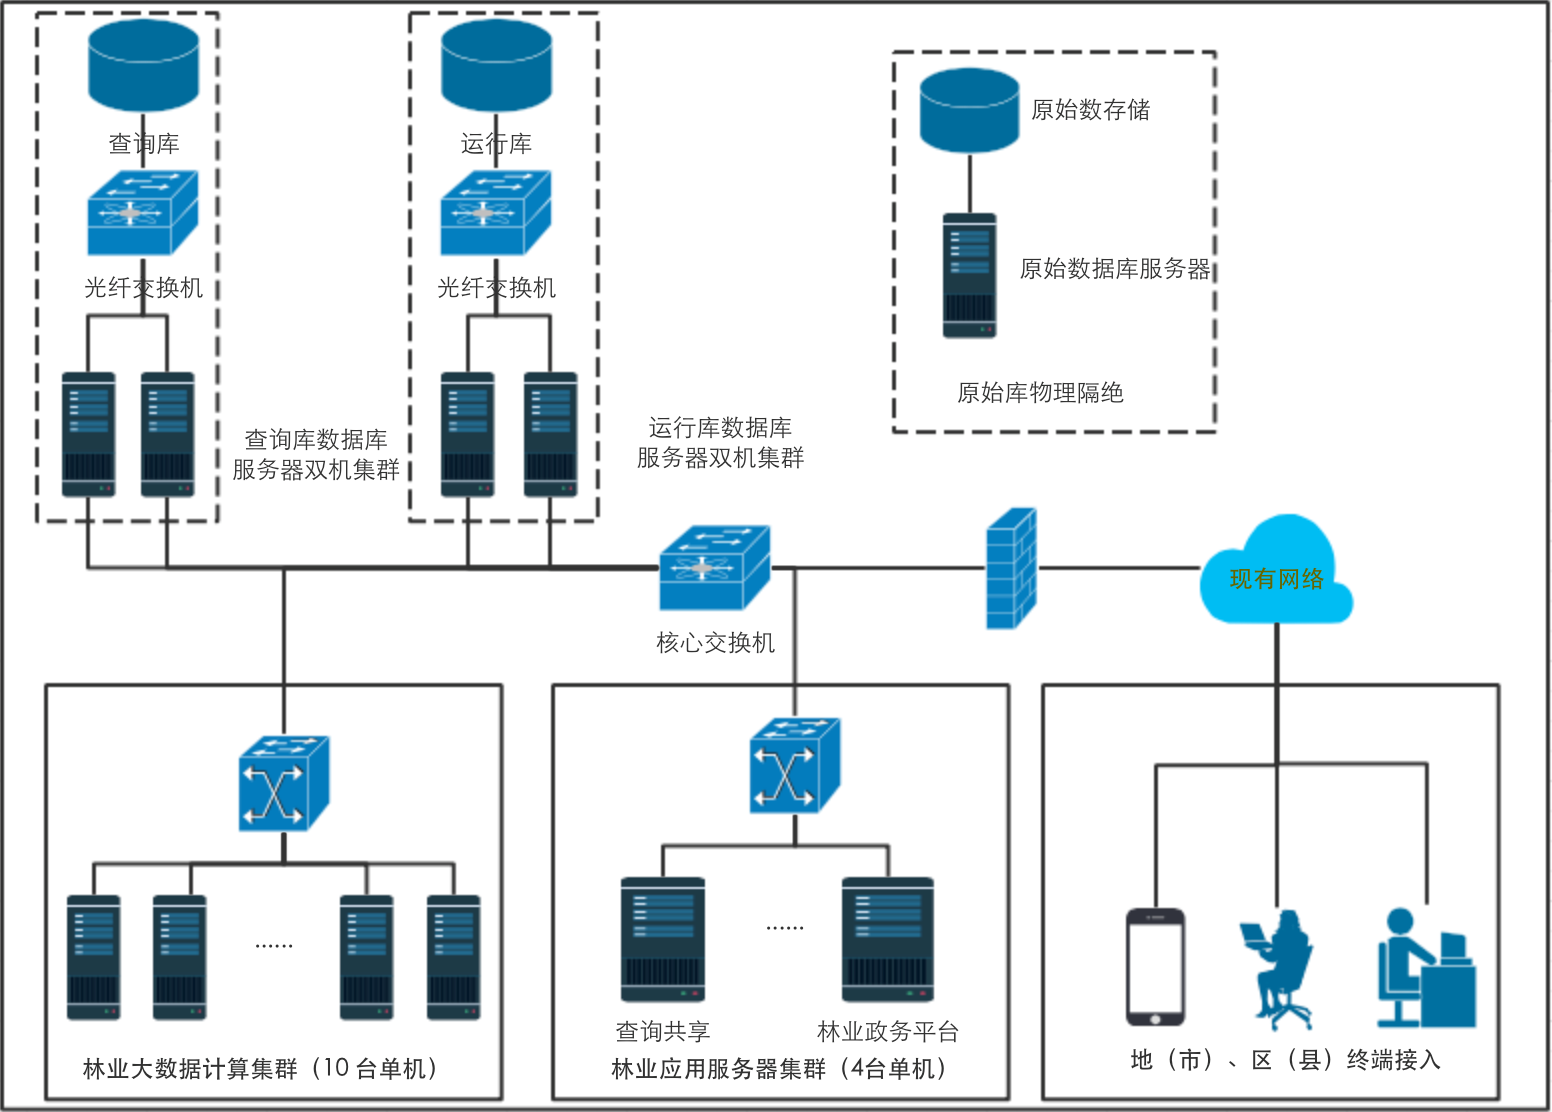 查询库
运行库
原始数存储
光纤交换机
光纤交换机
原始数据库服务器
原始库物理隔绝
查询库数据库
服务器双机集群
运行库数据库
服务器双机集群
现有网络
核心交换机
......
......
查询共享
林业政务平台
林业大数据计算集群（10 台单机）
林业应用服务器集群（4台单机）
地（市）、区（县）终端接入